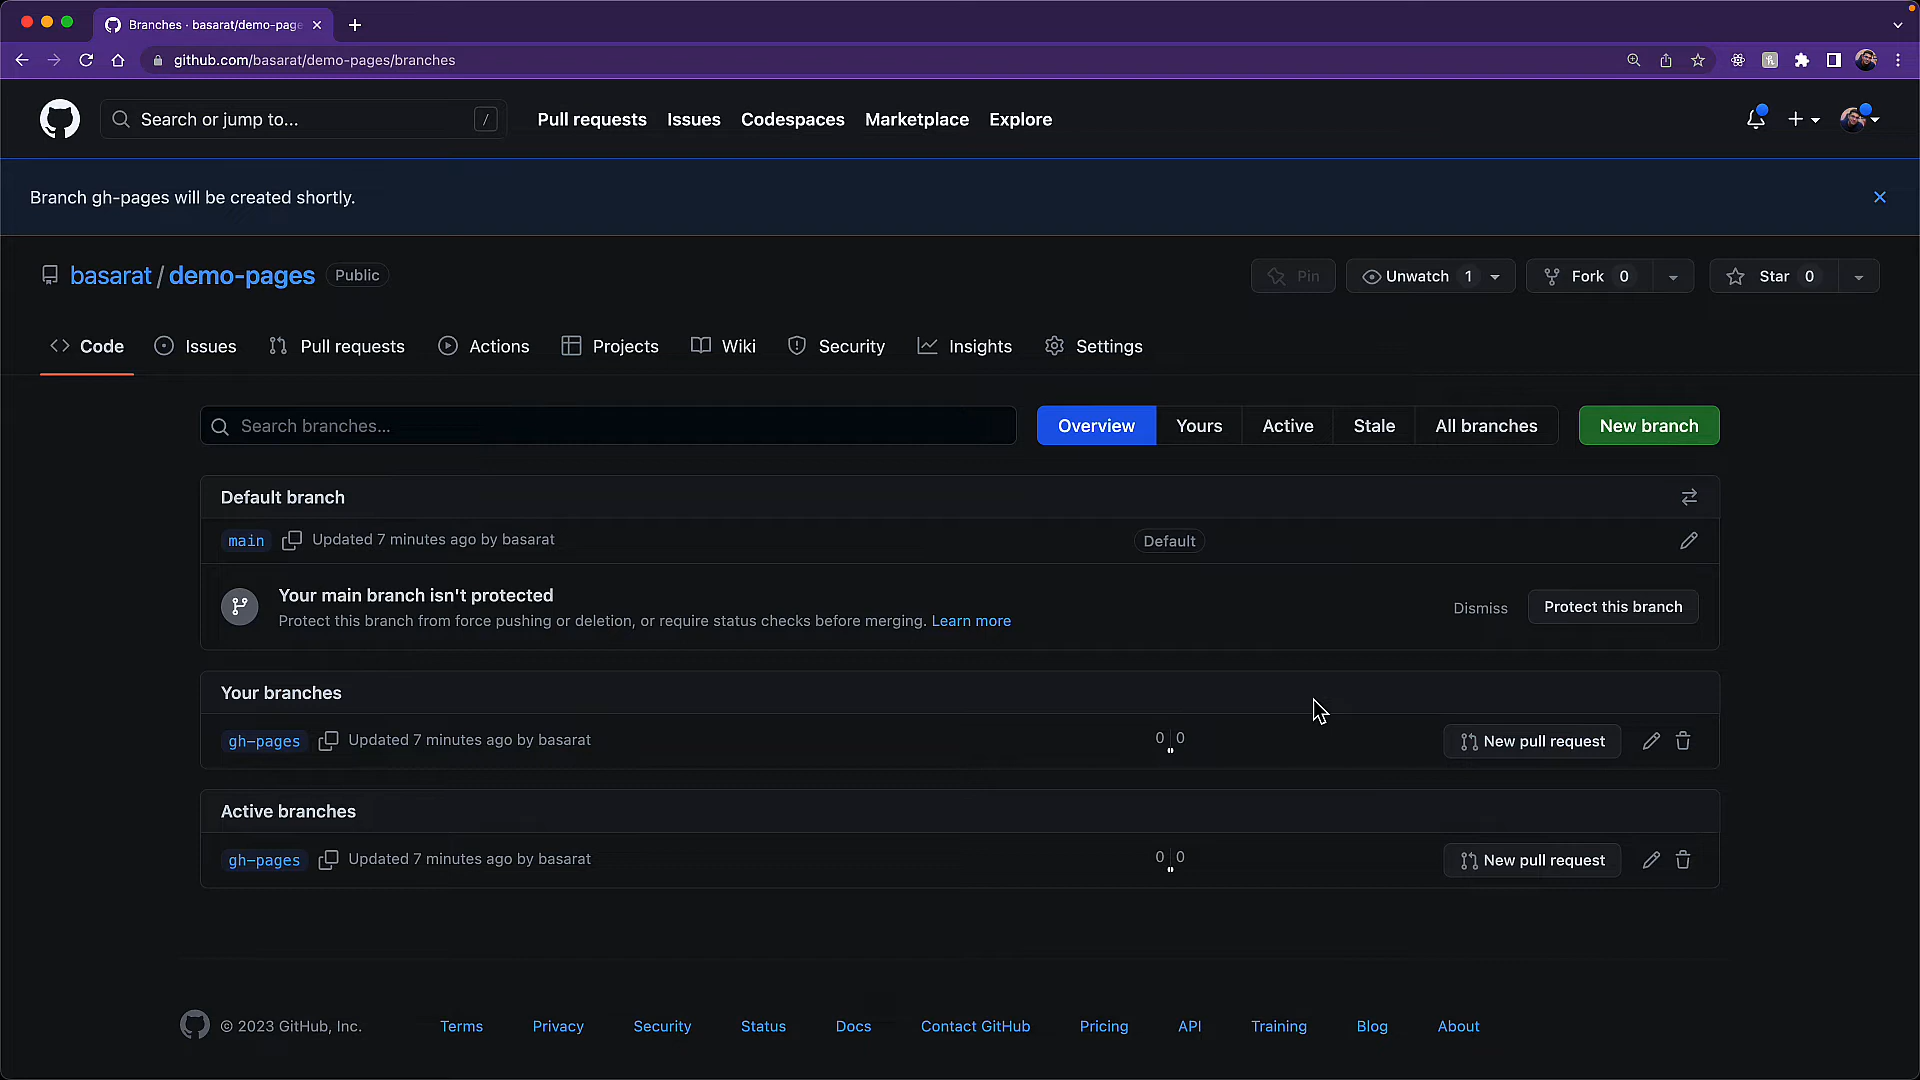 Branches · basarat/demo-page
github.com/basarat/demo-pages/branches
Search or jump to... /
Pull requests Issues Codespaces Marketplace Explore
Branch gh-pages will be created shortly.
basarat / demo-pages Public
Pin Unwatch 1 Fork 0 Star 0
Code Issues Pull requests Actions Projects Wiki Security Insights Settings
Search branches... Overview Yours Active Stale All branches New branch
Default branch
main Updated 7 minutes ago by basarat Default
Your main branch isn't protected
Protect this branch from force pushing or deletion, or require status checks before merging. Learn more
Dismiss Protect this branch
Your branches
gh-pages Updated 7 minutes ago by basarat 0 0 New pull request
Active branches
gh-pages Updated 7 minutes ago by basarat 0 0 New pull request
© 2023 GitHub, Inc. Terms Privacy Security Status Docs Contact GitHub Pricing API Training Blog About